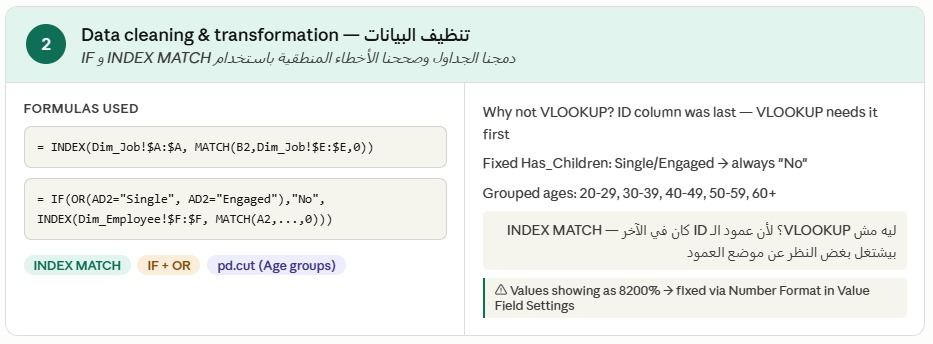 2
Data cleaning & transformation — تنظيف البيانات
دمجنا الجداول وصححنا الأخطاء المنطقية باستخدام INDEX MATCH و IF
FORMULAS USED
= INDEX(Dim_Job!$A:$A, MATCH(B2,Dim_Job!$E:$E,0))
= IF(OR(AD2="Single", AD2="Engaged"),"No",
INDEX(Dim_Employee!$F:$F, MATCH(A2,...,0)))
INDEX MATCH
IF + OR
pd.cut (Age groups)
Why not VLOOKUP? ID column was last — VLOOKUP needs it
first
Fixed Has_Children: Single/Engaged → always "No"
Grouped ages: 20-29, 30-39, 40-49, 50-59, 60+
ليه مش VLOOKUP؟ لأن عمود الـ ID كان في الآخر — INDEX MATCH
بيشتغل بغض النظر عن موضع العمود
⚠ Values showing as 8200% → fixed via Number Format in Value
Field Settings